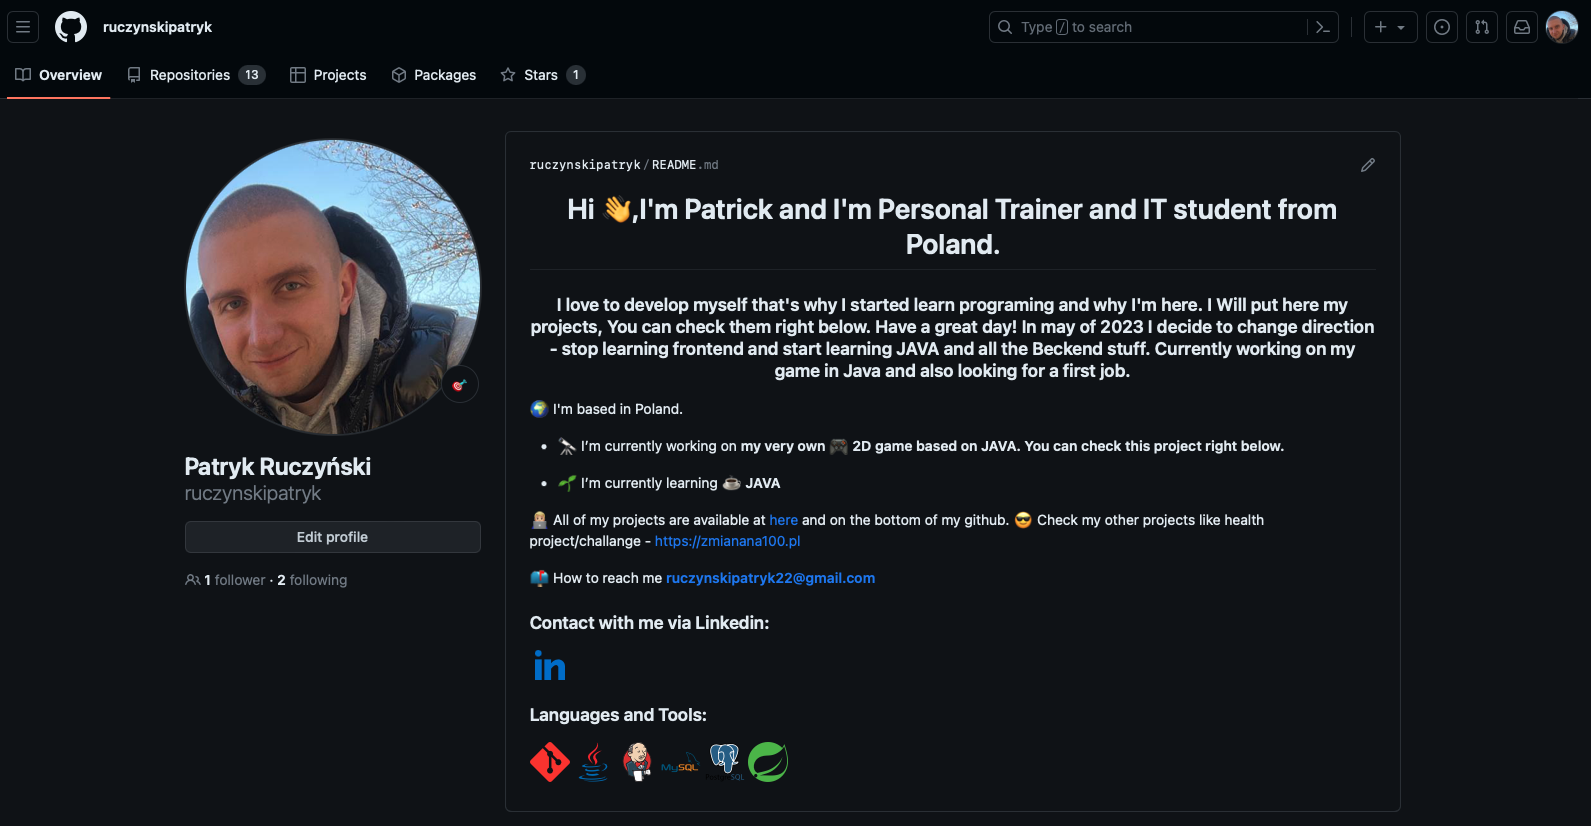 ruczynskipatryk
Type / to search
Overview
Repositories 13
Projects
Packages
Stars 1
ruczynskipatryk/README.md
Hi 👋,I'm Patrick and I'm Personal Trainer and IT student from
Poland.
I love to develop myself that's why I started learn programing and why I'm here. I Will put here my
projects, You can check them right below. Have a great day! In may of 2023 I decide to change direction
- stop learning frontend and start learning JAVA and all the Beckend stuff. Currently working on my
game in Java and also looking for a first job.
🌍 I'm based in Poland.
• 🔭 I’m currently working on my very own 🎮 2D game based on JAVA. You can check this project right below.
• 🌱 I’m currently learning ☕ JAVA
👨🏼‍💻 All of my projects are available at here and on the bottom of my github. 😎 Check my other projects like health
project/challange - https://zmianana100.pl
📫 How to reach me ruczynskipatryk22@gmail.com
Contact with me via Linkedin:
in
Languages and Tools:
MySQL
PostgreSQL
Patryk Ruczyński
ruczynskipatryk
Edit profile
1 follower · 2 following